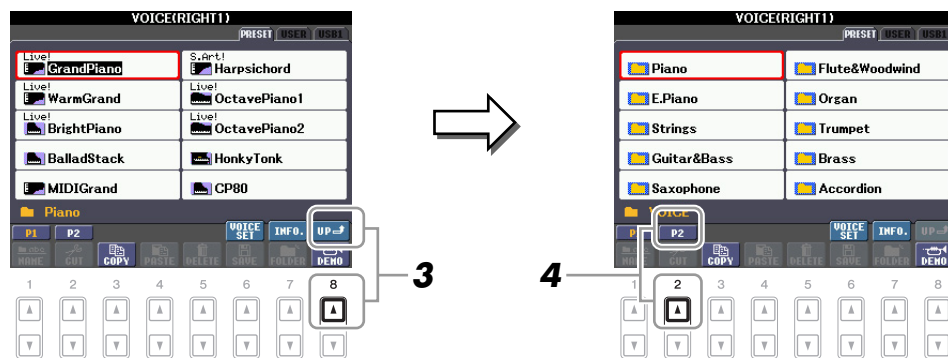 VOICE(RIGHT1)
PRESET USER USB1
Live! GrandPiano
S.Art! Harpsichord
Live! WarmGrand
Live! OctavePiano1
Live! BrightPiano
Live! OctavePiano2
BalladStack
HonkyTonk
MIDIGrand
CP80
Piano
P1 P2 VOICE SET INFO. UP
NAME CUT COPY PASTE DELETE SAVE FOLDER DEMO
1 2 3 4 5 6 7 8
3
VOICE(RIGHT1)
PRESET USER USB1
Piano
Flute&Woodwind
E.Piano
Organ
Strings
Trumpet
Guitar&Bass
Brass
Saxophone
Accordion
VOICE
P2 VOICE SET INFO. UP
NAME CUT COPY PASTE DELETE SAVE FOLDER DEMO
4
1 2 3 4 5 6 7 8